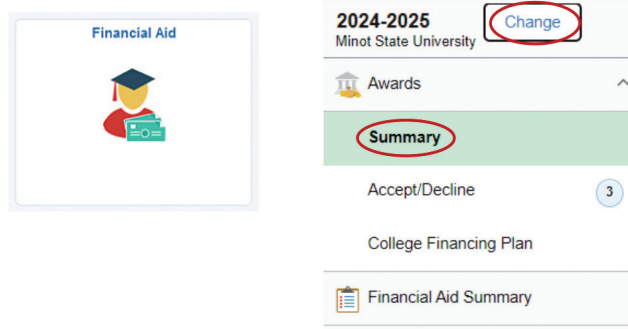 Financial Aid
2024-2025
Change
Minot State University
Awards
Summary
Accept/Decline
3
College Financing Plan
Financial Aid Summary